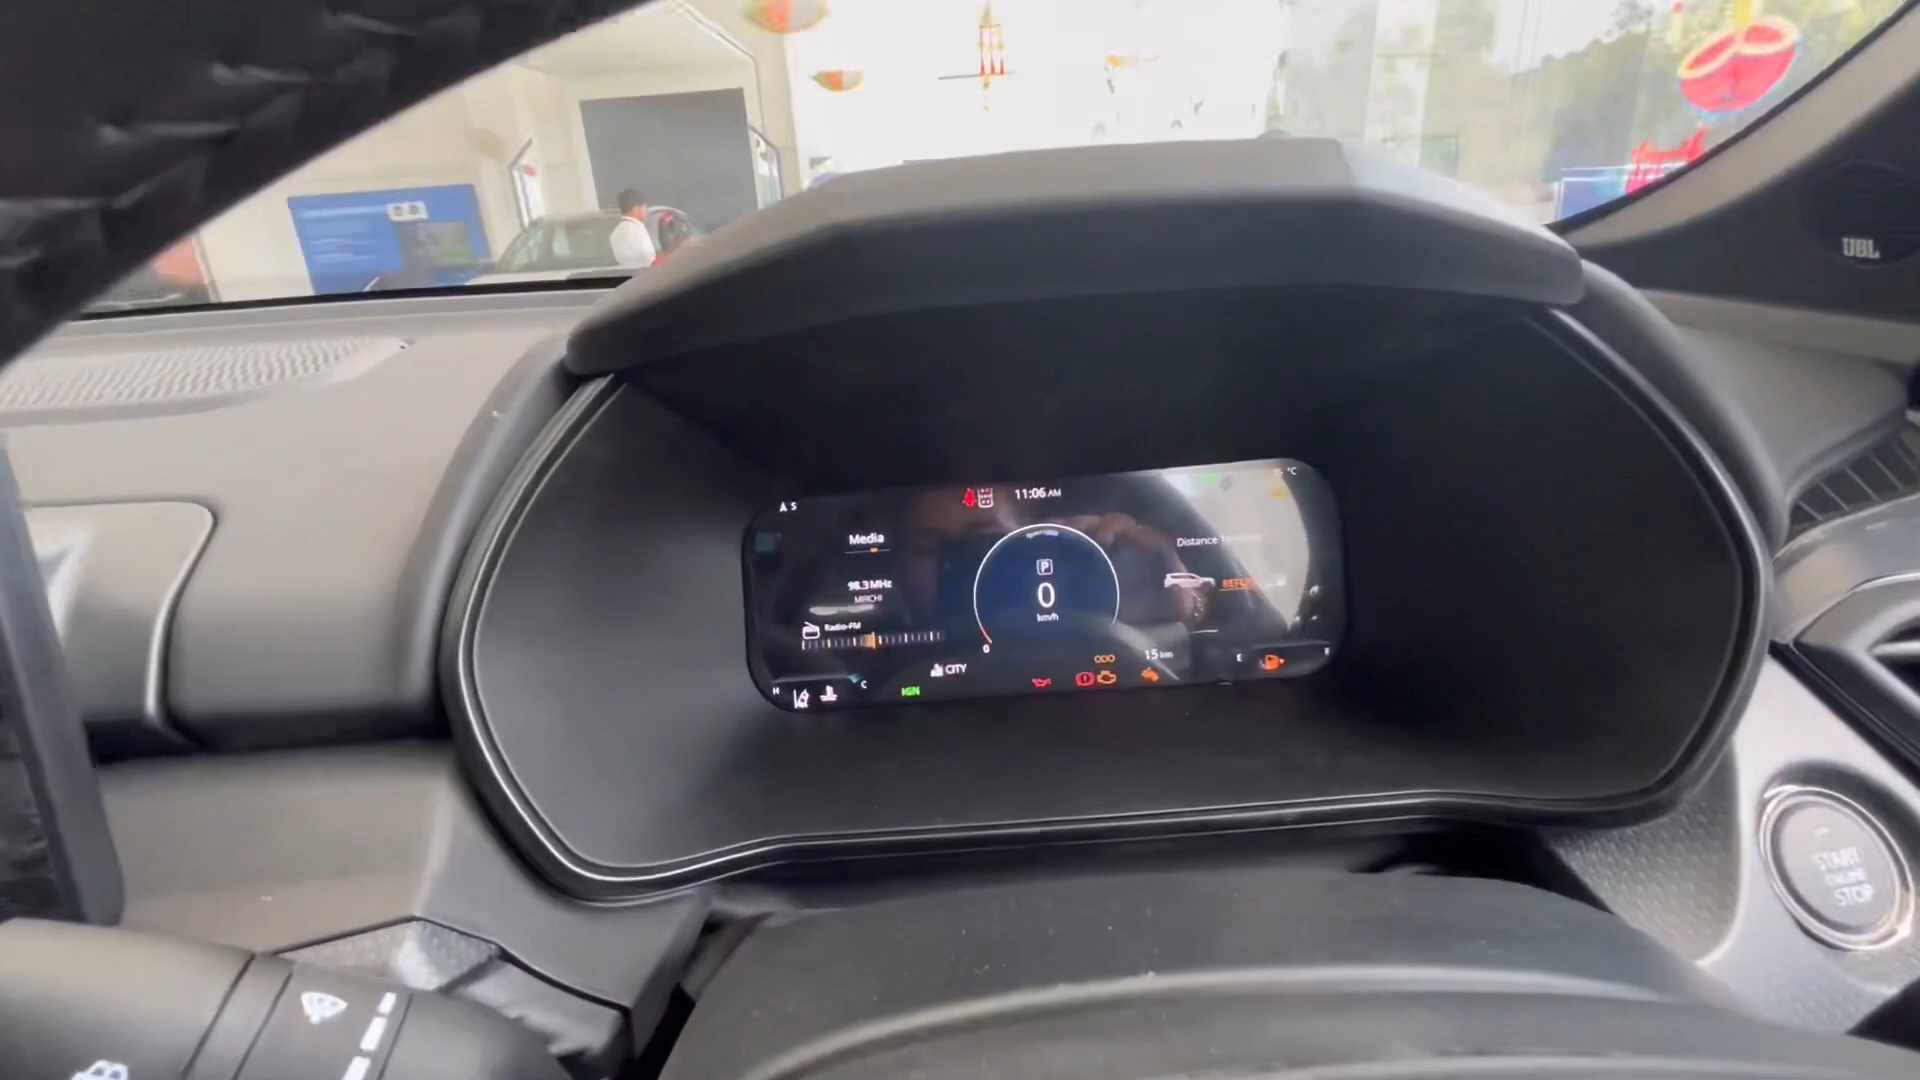 JBL
11:06 AM
°C
A S
Media
Distance
98.3 MHz
MIRCHI
P
0
km/h
Radio-FM
0
CITY
15 km
E
F
H
C
IGN
START
ENGINE
STOP